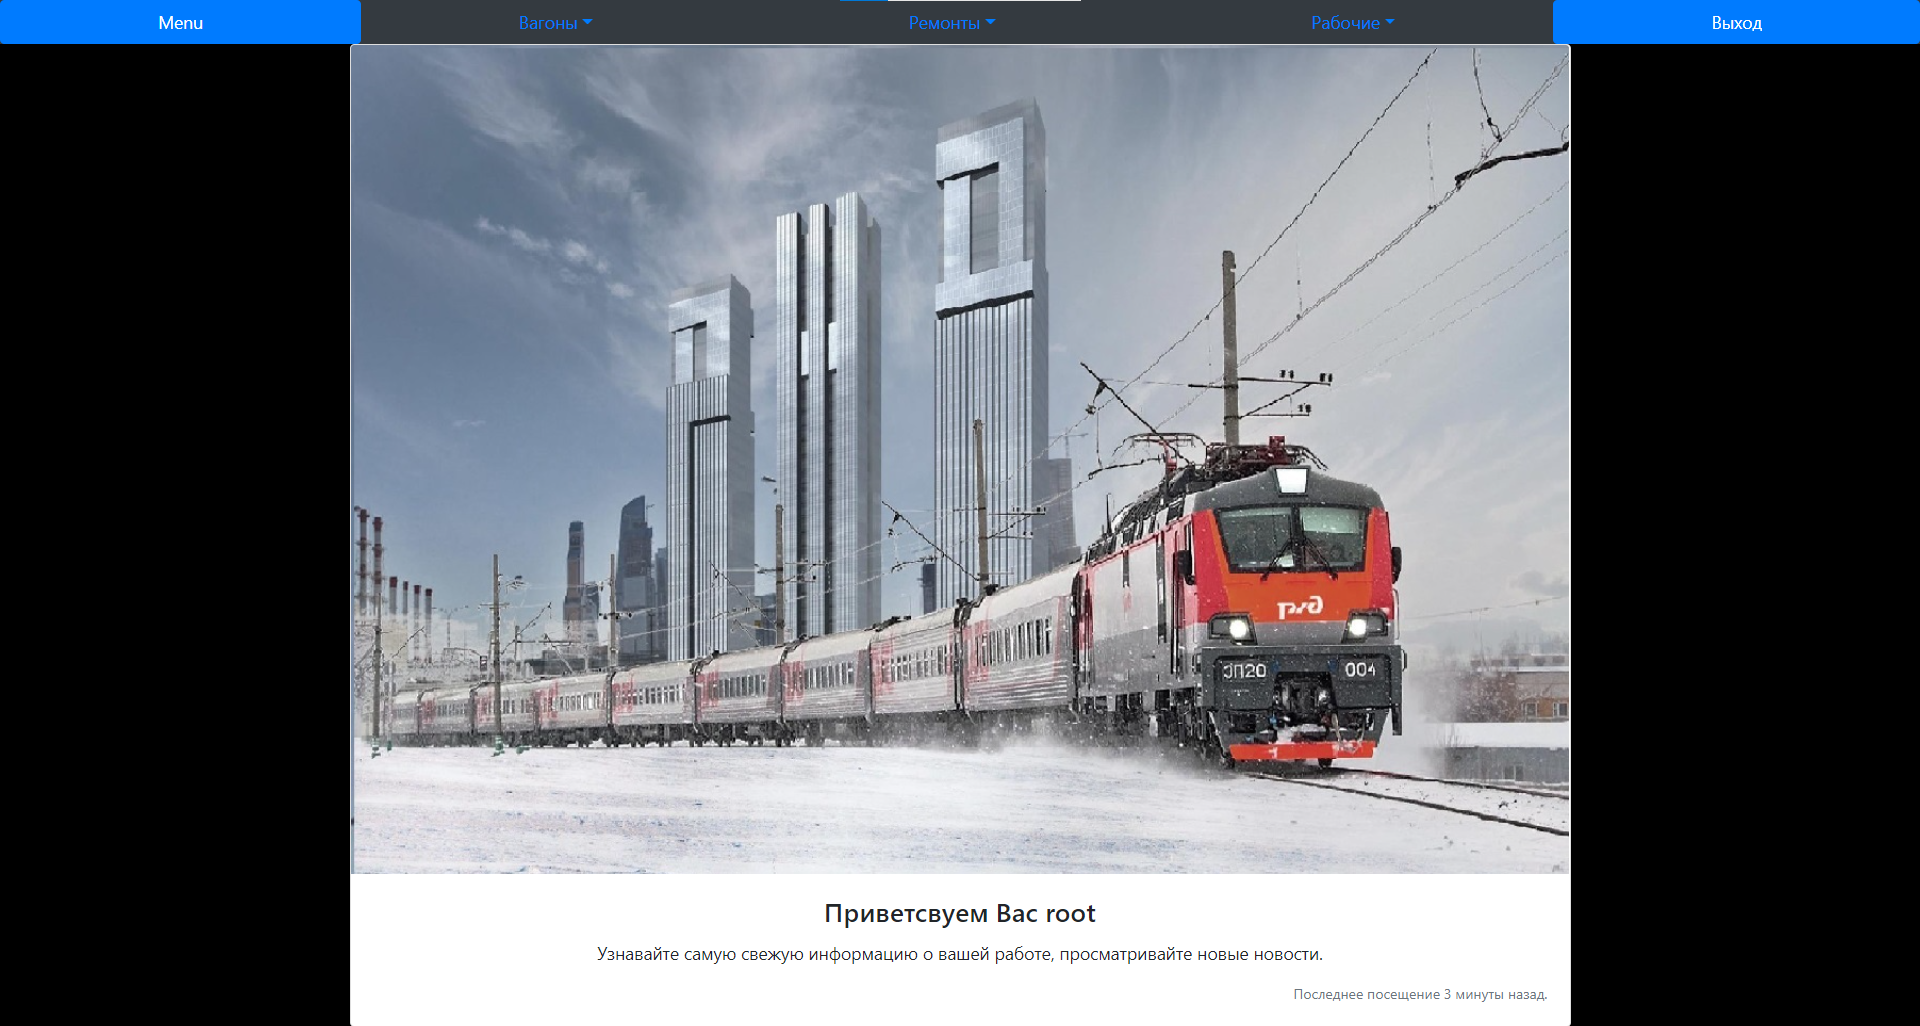 Menu
Вагоны
Ремонты
Рабочие
Выход
ржд
ЭП20 004
Приветсвуем Вас root
Узнавайте самую свежую информацию о вашей работе, просматривайте новые новости.
Последнее посещение 3 минуты назад.